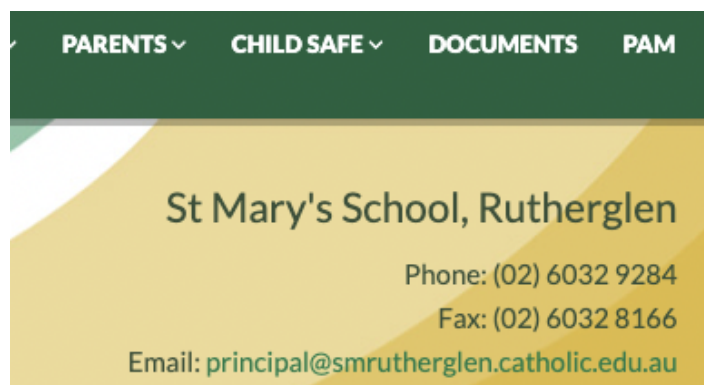 PARENTS CHILD SAFE DOCUMENTS PAM
St Mary's School, Rutherglen
Phone: (02) 6032 9284
Fax: (02) 6032 8166
Email: principal@smrutherglen.catholic.edu.au